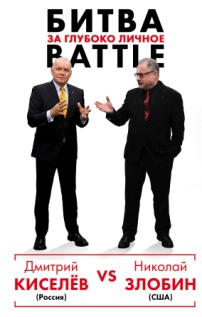 БИТВА
ЗА ГЛУБОКО ЛИЧНОЕ
BATTLE
Дмитрий
КИСЕЛЁВ
(Россия)
VS
Николай
ЗЛОБИН
(США)